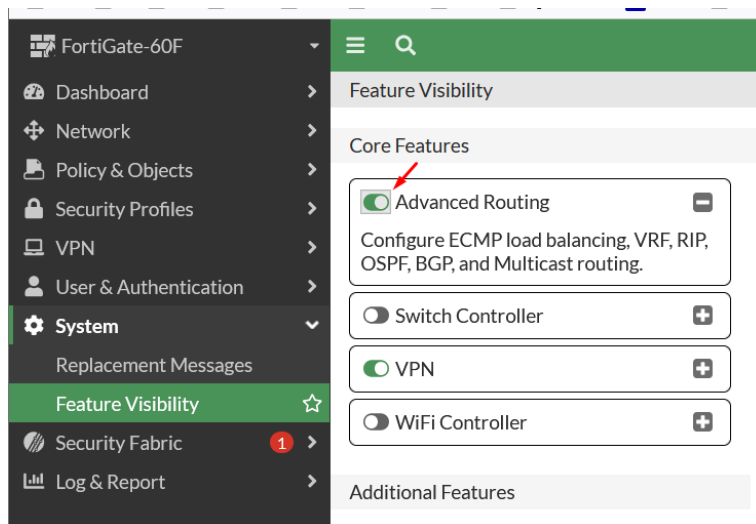 FortiGate-60F
Dashboard
Network
Policy & Objects
Security Profiles
VPN
User & Authentication
System
Replacement Messages
Feature Visibility
Security Fabric 1
Log & Report
Feature Visibility
Core Features
Advanced Routing
Configure ECMP load balancing, VRF, RIP,
OSPF, BGP, and Multicast routing.
Switch Controller
VPN
WiFi Controller
Additional Features